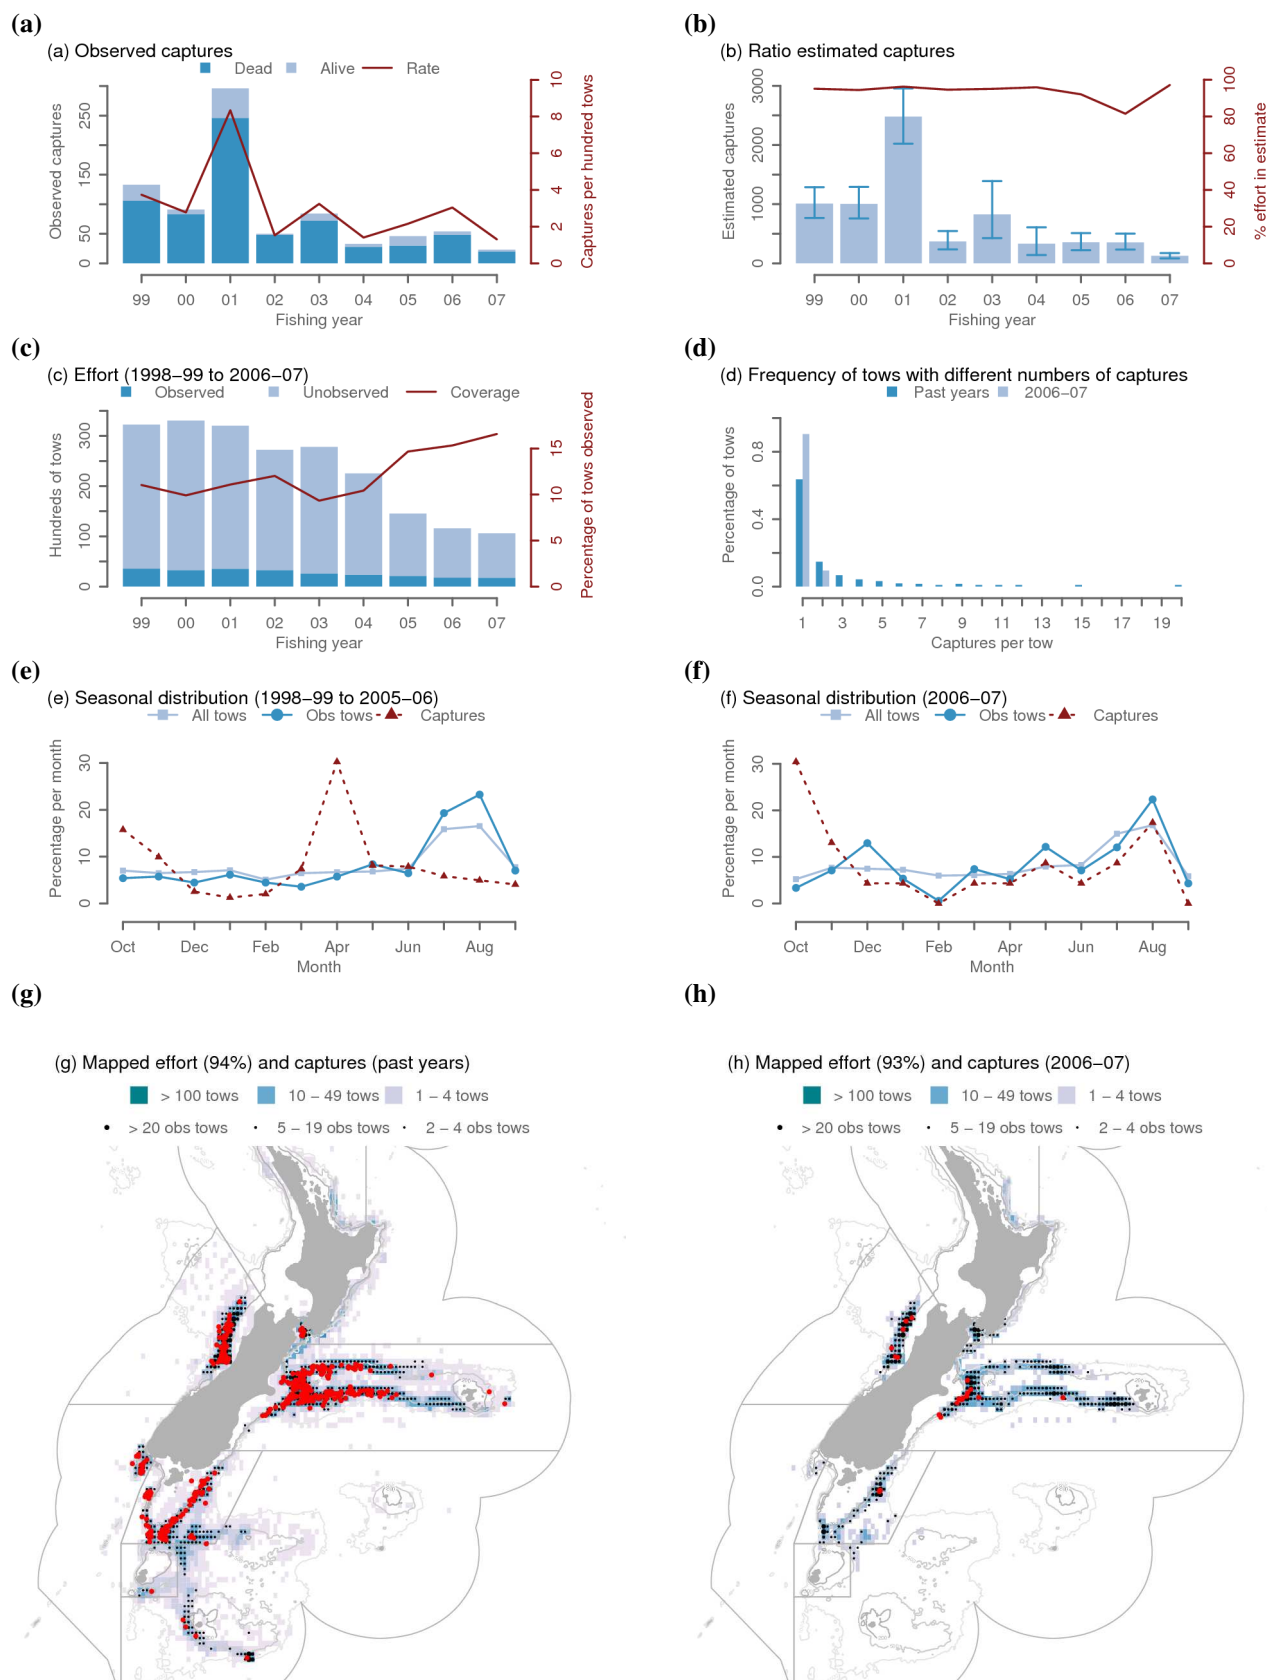 (a)
(a) Observed captures
Dead Alive Rate
Observed captures
0 50 150 250
Captures per hundred tows
0 2 4 6 8 10
99 00 01 02 03 04 05 06 07
Fishing year
(b)
(b) Ratio estimated captures
Estimated captures
0 1000 2000 3000
% effort in estimate
0 20 40 60 80 100
99 00 01 02 03 04 05 06 07
Fishing year
(c)
(c) Effort (1998–99 to 2006–07)
Observed Unobserved Coverage
Hundreds of tows
0 100 200 300
Percentage of tows observed
0 5 10 15
99 00 01 02 03 04 05 06 07
Fishing year
(d)
(d) Frequency of tows with different numbers of captures
Past years 2006–07
Percentage of tows
0.0 0.4 0.8
1 3 5 7 9 11 13 15 17 19
Captures per tow
(e)
(e) Seasonal distribution (1998–99 to 2005–06)
All tows Obs tows Captures
Percentage per month
0 10 20 30
Oct Dec Feb Apr Jun Aug
Month
(f)
(f) Seasonal distribution (2006–07)
All tows Obs tows Captures
Percentage per month
0 10 20 30
Oct Dec Feb Apr Jun Aug
Month
(g)
(g) Mapped effort (94%) and captures (past years)
> 100 tows 10 – 49 tows 1 – 4 tows
> 20 obs tows 5 – 19 obs tows 2 – 4 obs tows
(h)
(h) Mapped effort (93%) and captures (2006–07)
> 100 tows 10 – 49 tows 1 – 4 tows
> 20 obs tows 5 – 19 obs tows 2 – 4 obs tows